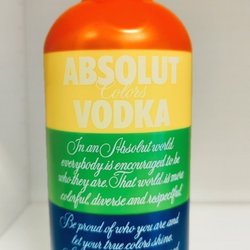 ABSOLUT
Colors
VODKA
In an Absolut world
everybody is encouraged to be
who they are. That world is more
colorful, diverse and respectful.
Be proud of who you are and
let your true colors shine.